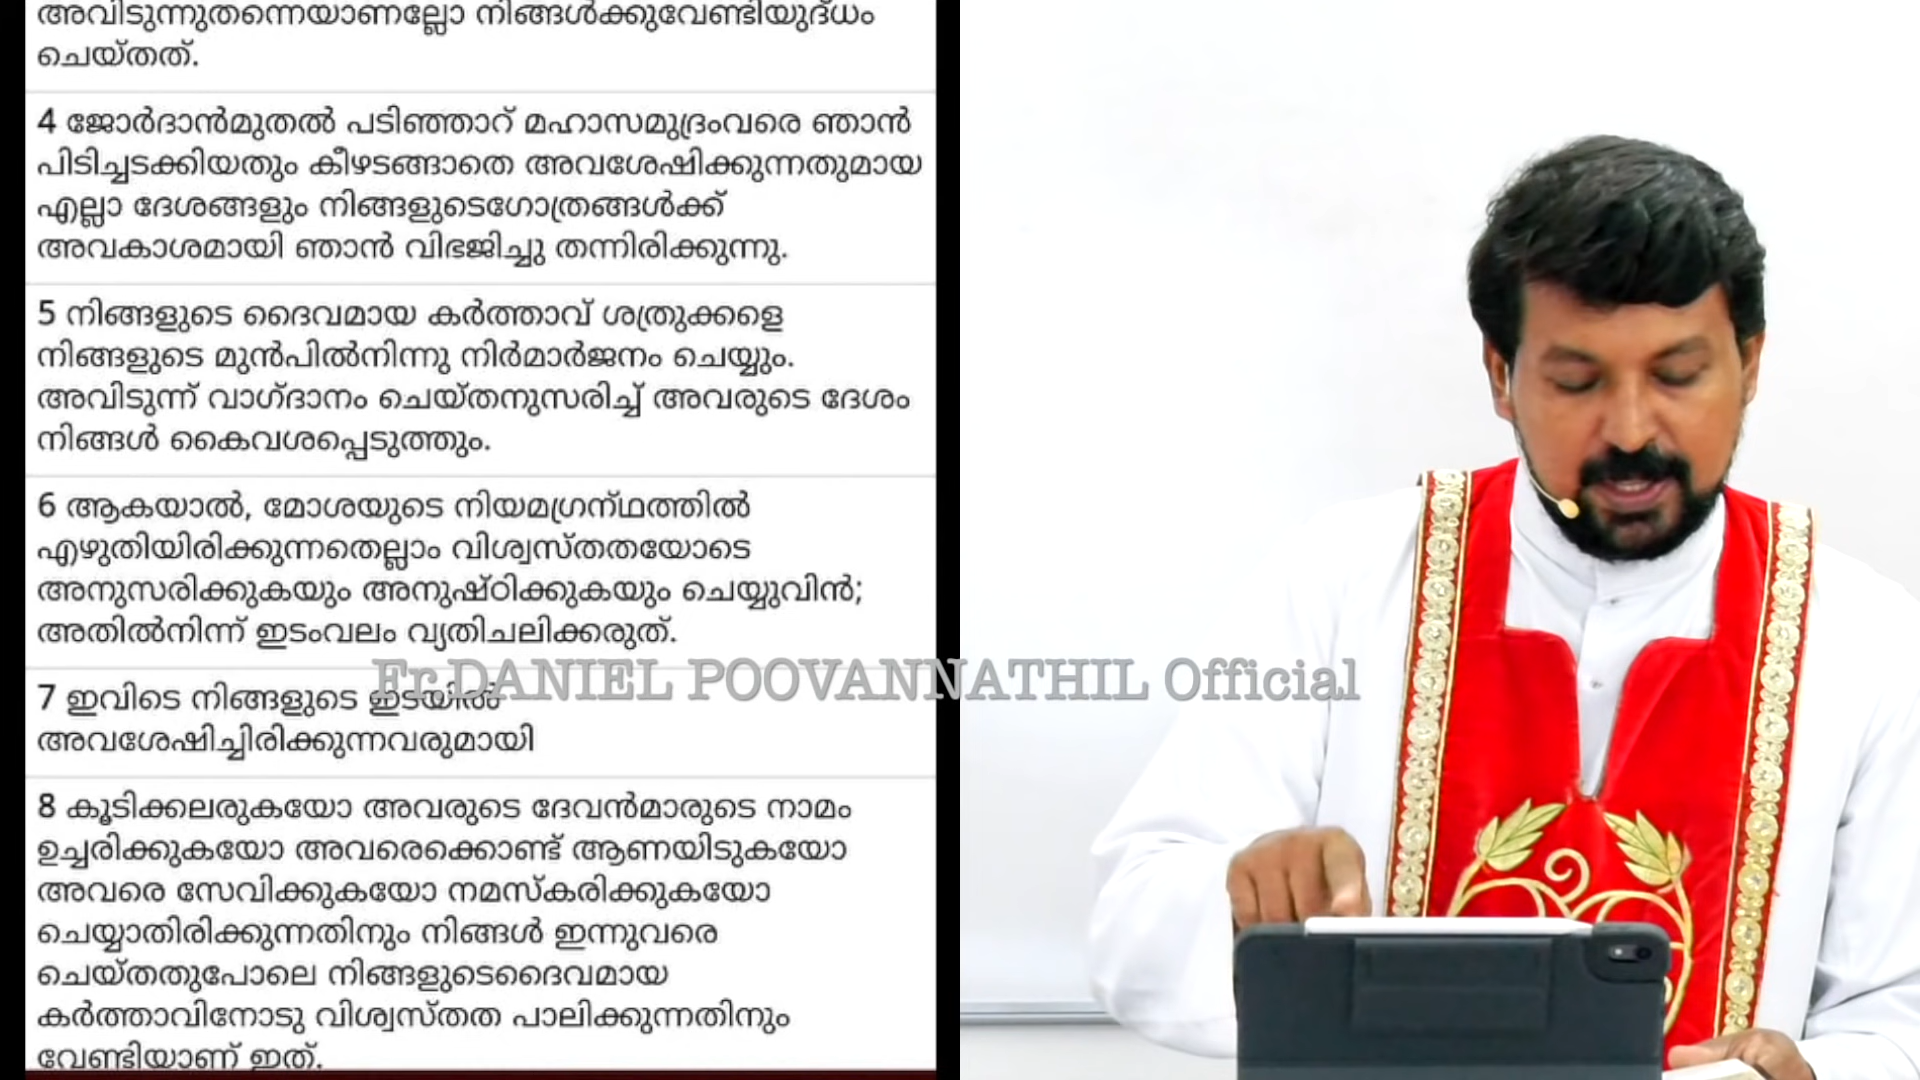 അവിടുന്നുതന്നെയാണല്ലോ നിങ്ങൾക്കുവേണ്ടിയുദ്ധം
ചെയ്തത്.
4 ജോർദാൻമുതൽ പടിഞ്ഞാറ് മഹാസമുദ്രംവരെ ഞാൻ
പിടിച്ചടക്കിയതും കീഴടങ്ങാതെ അവശേഷിക്കുന്നതുമായ
എല്ലാ ദേശങ്ങളും നിങ്ങളുടെഗോത്രങ്ങൾക്ക്
അവകാശമായി ഞാൻ വിഭജിച്ചു തന്നിരിക്കുന്നു.
5 നിങ്ങളുടെ ദൈവമായ കർത്താവ് ശത്രുക്കളെ
നിങ്ങളുടെ മുൻപിൽനിന്നു നിർമാർജനം ചെയ്യും.
അവിടുന്ന് വാഗ്ദാനം ചെയ്തനുസരിച്ച് അവരുടെ ദേശം
നിങ്ങൾ കൈവശപ്പെടുത്തും.
6 ആകയാൽ, മോശയുടെ നിയമഗ്രന്ഥത്തിൽ
എഴുതിയിരിക്കുന്നതെല്ലാം വിശ്വസ്തതയോടെ
അനുസരിക്കുകയും അനുഷ്ഠിക്കുകയും ചെയ്യുവിൻ;
അതിൽനിന്ന് ഇടംവലം വ്യതിചലിക്കരുത്.
Fr.DANIEL POOVANNATHIL Official
7 ഇവിടെ നിങ്ങളുടെ ഇടയിൽ
അവശേഷിച്ചിരിക്കുന്നവരുമായി
8 കൂടിക്കലരുകയോ അവരുടെ ദേവൻമാരുടെ നാമം
ഉച്ചരിക്കുകയോ അവരെക്കൊണ്ട് ആണയിടുകയോ
അവരെ സേവിക്കുകയോ നമസ്കരിക്കുകയോ
ചെയ്യാതിരിക്കുന്നതിനും നിങ്ങൾ ഇന്നുവരെ
ചെയ്തതുപോലെ നിങ്ങളുടെദൈവമായ
കർത്താവിനോടു വിശ്വസ്തത പാലിക്കുന്നതിനും
വേണ്ടിയാണ് ഇത്.